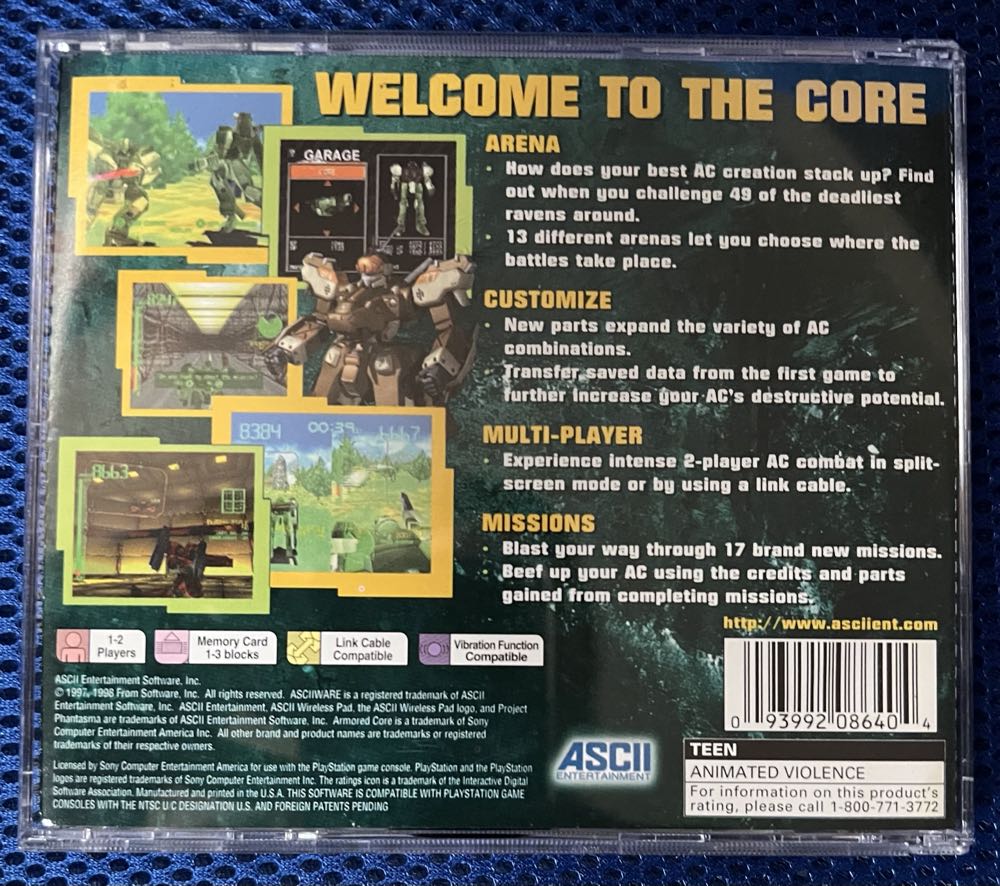 WELCOME TO THE CORE
GARAGE
CORE
8384 00:39 6667
8663
ARENA
• How does your best AC creation stack up? Find
out when you challenge 49 of the deadliest
ravens around.
• 13 different arenas let you choose where the
battles take place.
CUSTOMIZE
• New parts expand the variety of AC
combinations.
• Transfer saved data from the first game to
further increase your AC's destructive potential.
MULTI-PLAYER
• Experience intense 2-player AC combat in split-
screen mode or by using a link cable.
MISSIONS
• Blast your way through 17 brand new missions.
• Beef up your AC using the credits and parts
gained from completing missions.
http://www.asciient.com
1-2
Players
Memory Card
1-3 blocks
Link Cable
Compatible
Vibration Function
Compatible
ASCII Entertainment Software, Inc.
© 1997, 1998 From Software, Inc. All rights reserved. ASCIIWARE is a registered trademark of ASCII
Entertainment Software, Inc. ASCII Entertainment, ASCII Wireless Pad, the ASCII Wireless Pad logo, and Project
Phantasma are trademarks of ASCII Entertainment Software, Inc. Armored Core is a trademark of Sony
Computer Entertainment America Inc. All other brand and product names are trademarks or registered
trademarks of their respective owners.
Licensed by Sony Computer Entertainment America for use with the PlayStation game console. PlayStation and the PlayStation
logos are registered trademarks of Sony Computer Entertainment Inc. The ratings icon is a trademark of the Interactive Digital
Software Association. Manufactured and printed in the U.S.A. THIS SOFTWARE IS COMPATIBLE WITH PLAYSTATION GAME
CONSOLES WITH THE NTSC U/C DESIGNATION U.S. AND FOREIGN PATENTS PENDING
ASCII
ENTERTAINMENT
0 93992 08640 4
TEEN
ANIMATED VIOLENCE
For information on this product's
rating, please call 1-800-771-3772